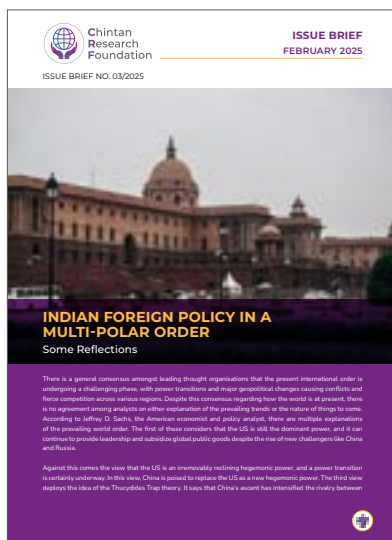 Chintan
Research
Foundation
ISSUE BRIEF
FEBRUARY 2025
ISSUE BRIEF NO. 03/2025
INDIAN FOREIGN POLICY IN A
MULTI-POLAR ORDER
Some Reflections
There is a general consensus amongst leading thought organisations that the present international order is
undergoing a challenging phase, with power transitions and major geopolitical changes causing conflicts and
fierce competition across various regions. Despite this consensus regarding how the world is at present, there
is no agreement among analysts on either explanation of the prevailing trends or the nature of things to come.
According to Jeffrey D. Sachs, the American economist and policy analyst, there are multiple explanations
of the prevailing world order. The first of these considers that the US is still the dominant power, and it can
continue to provide leadership and subsidize global public goods despite the rise of new challengers like China
and Russia.
Against this comes the view that the US is an irremovably reclining hegemonic power, and a power transition
is certainly underway. In this view, China is poised to replace the US as a new hegemonic power. The third view
deploys the idea of the Thucydides Trap theory. It says that China's ascent has intensified the rivalry between